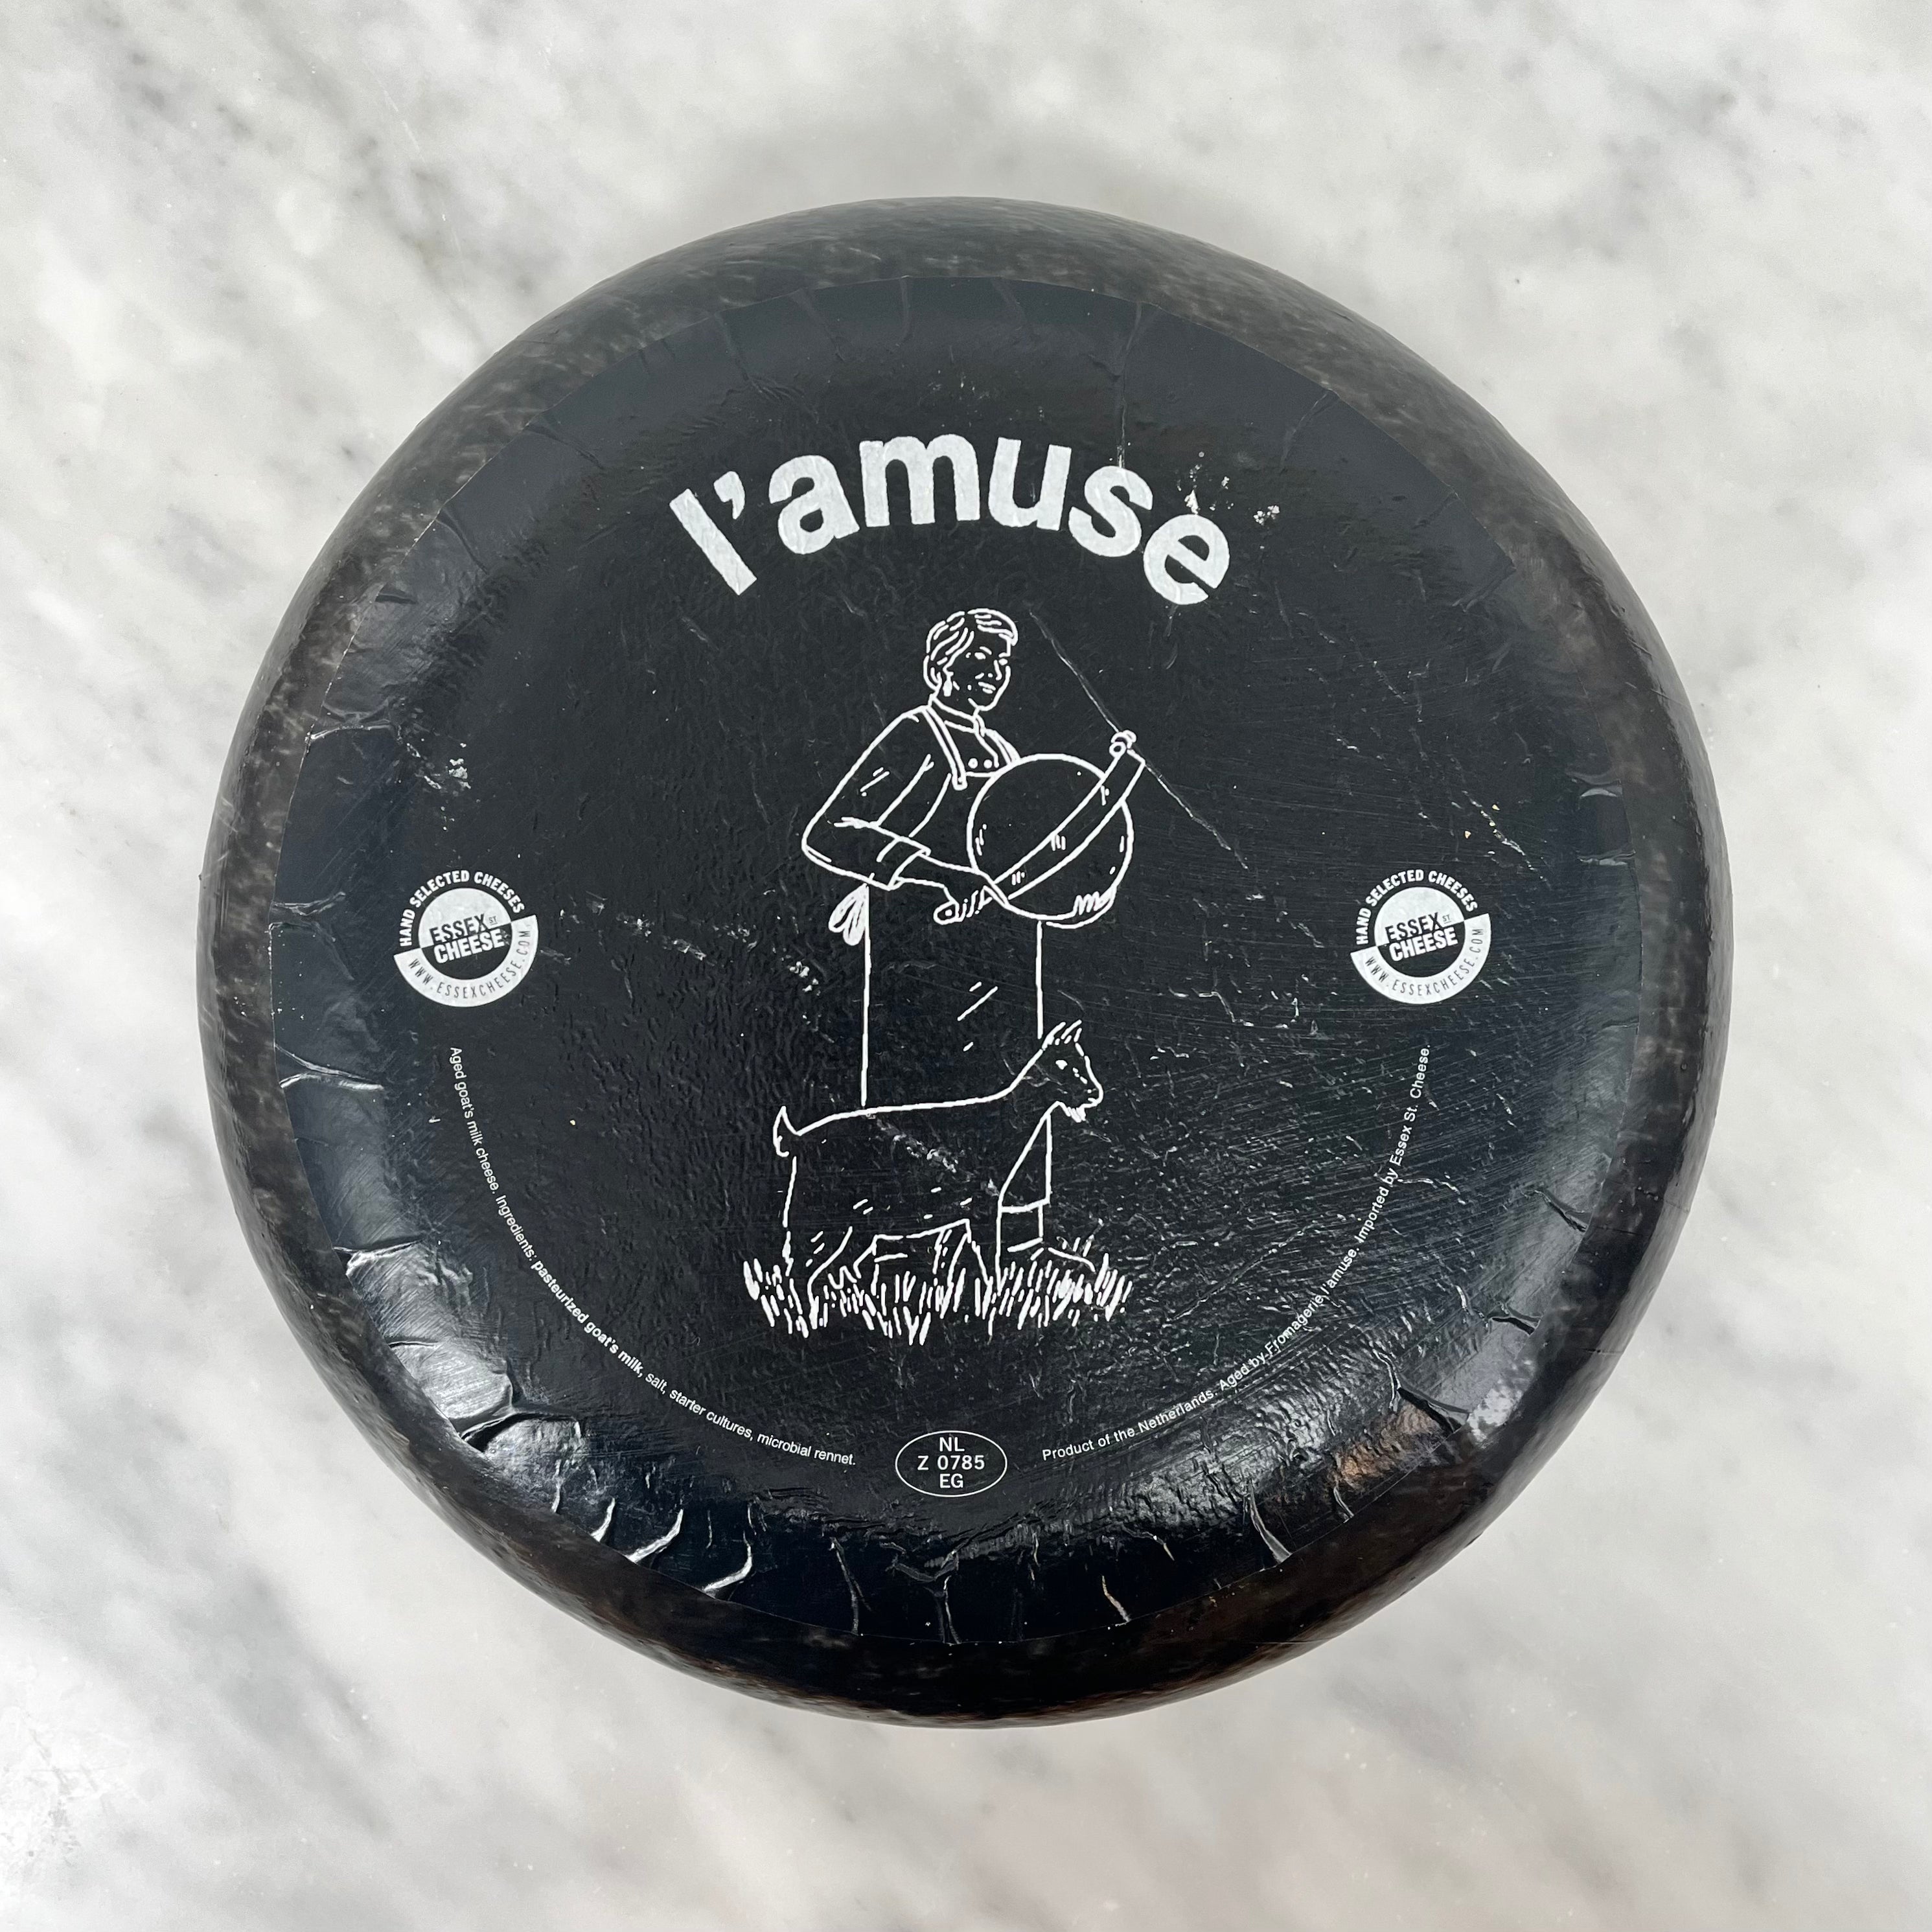 l'amuse
HAND SELECTED CHEESES
ESSEX ST
CHEESE
WWW.ESSEXCHEESE.COM
HAND SELECTED CHEESES
ESSEX ST
CHEESE
WWW.ESSEXCHEESE.COM
Aged goat's milk cheese. Ingredients: pasteurized goat's milk, salt, starter cultures, microbial rennet.
NL
Z 0785
EG
Product of the Netherlands. Aged by Fromagerie l'amuse. Imported by Essex St. Cheese.